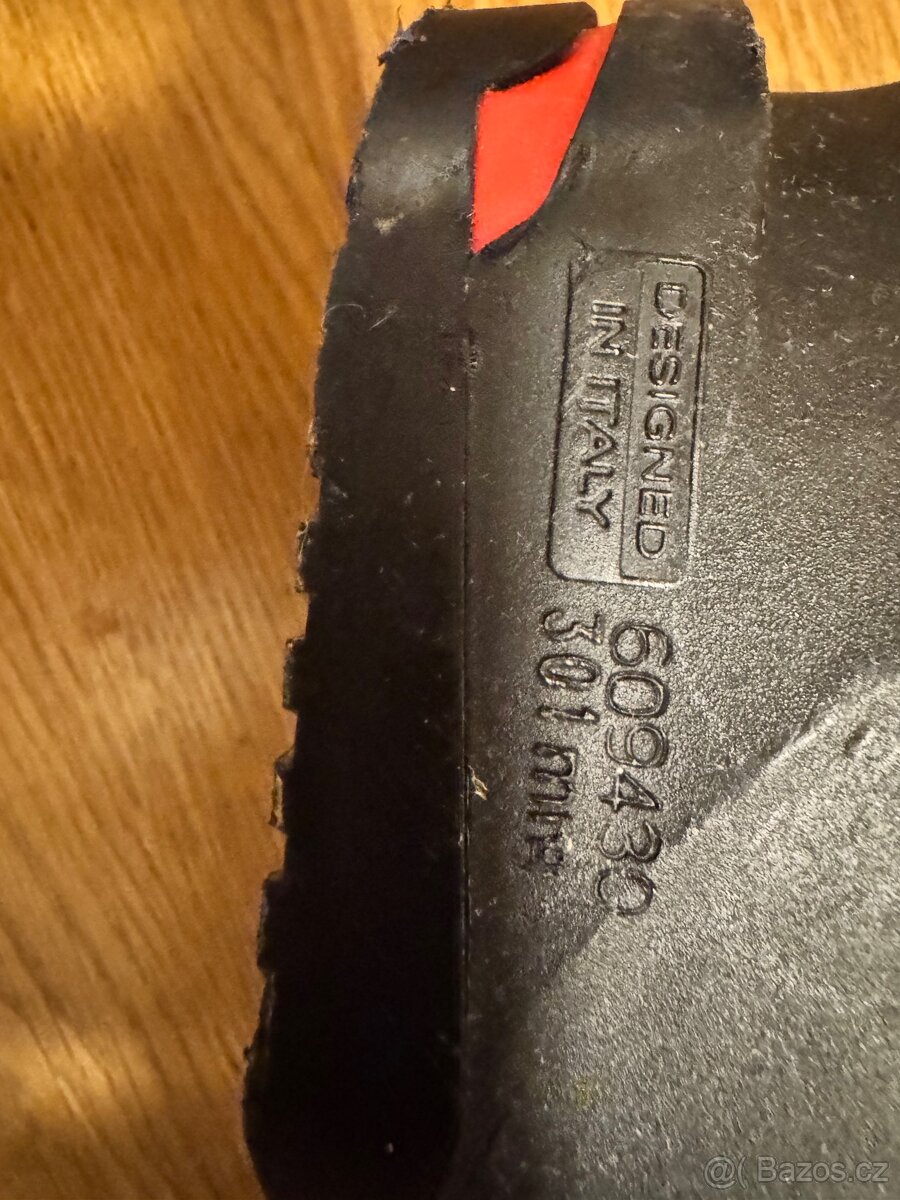 DESIGNED
IN ITALY
609430
301 mm
@( Bazos.cz